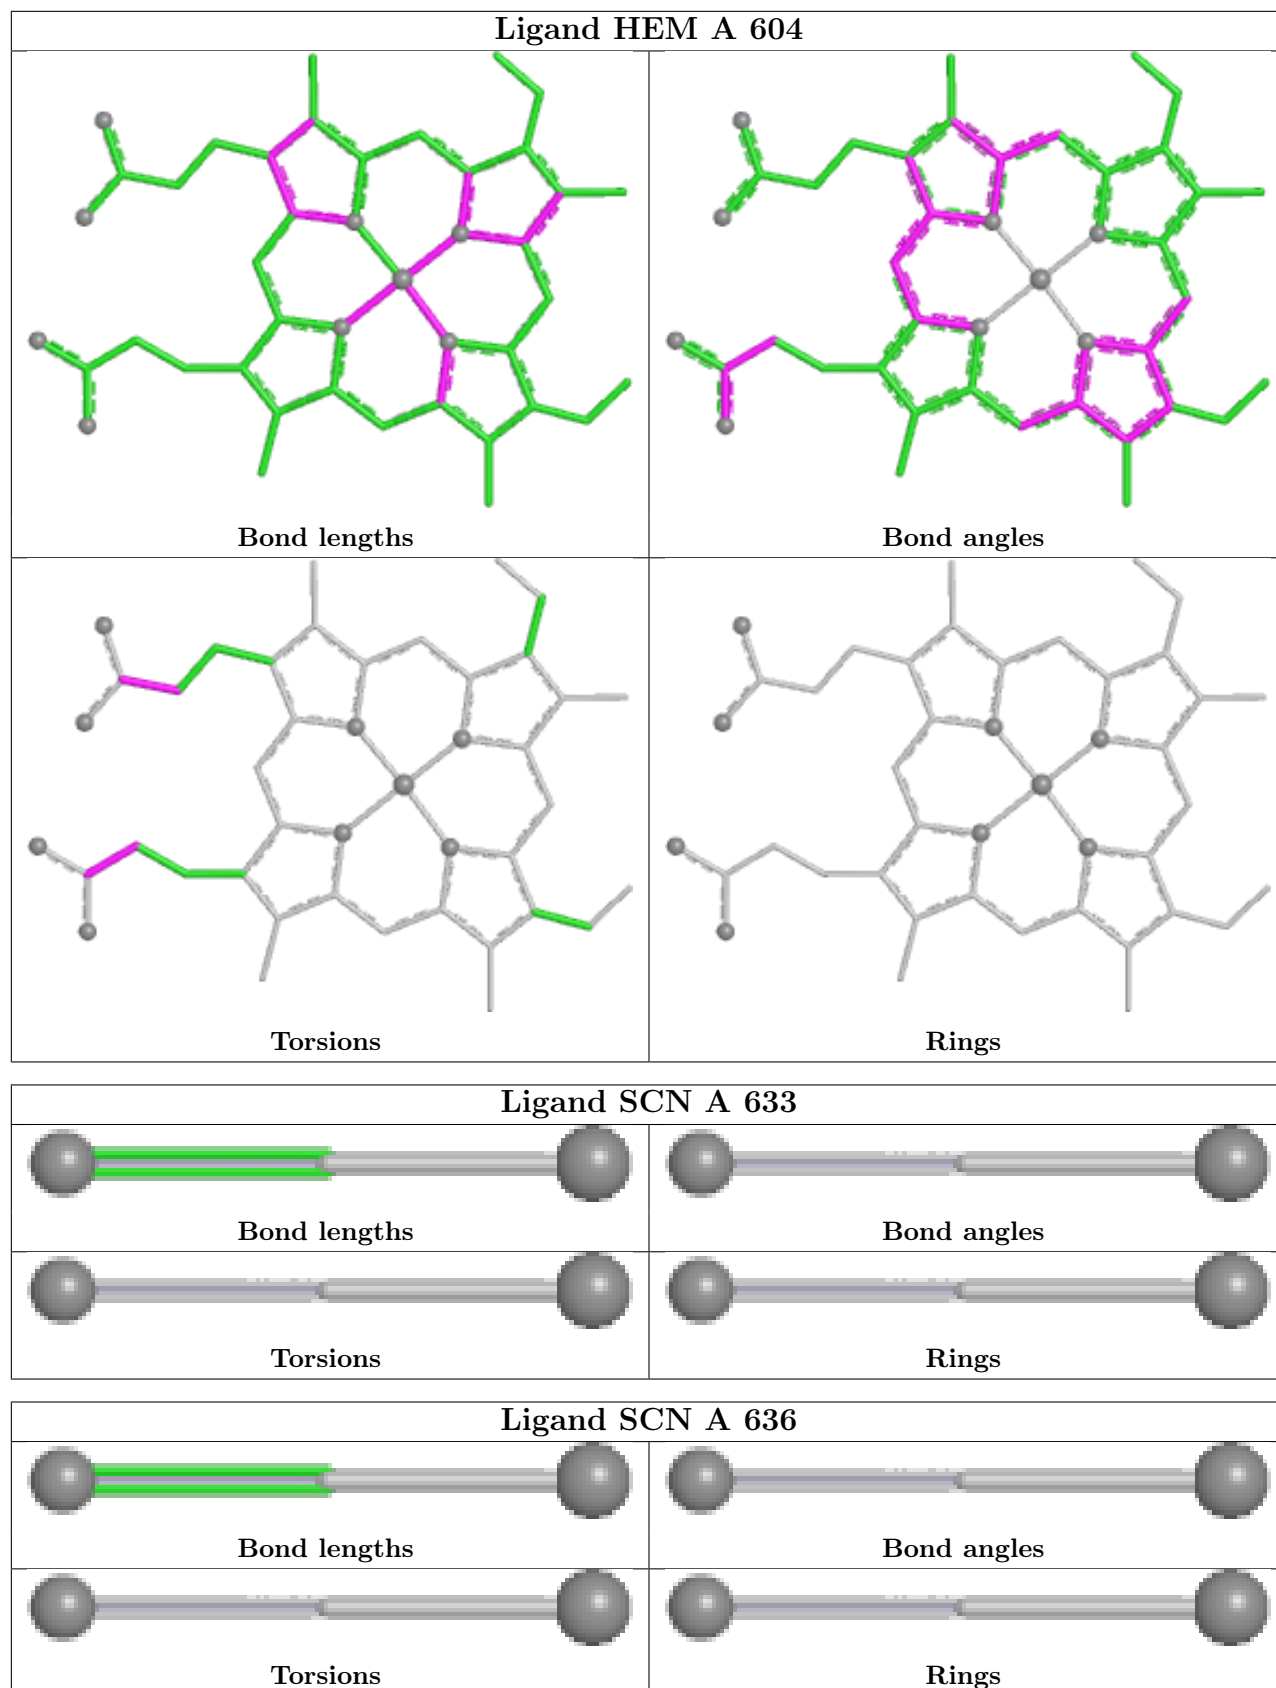 Ligand HEM A 604
Bond lengths
Bond angles
Torsions
Rings
Ligand SCN A 633
Bond lengths
Bond angles
Torsions
Rings
Ligand SCN A 636
Bond lengths
Bond angles
Torsions
Rings